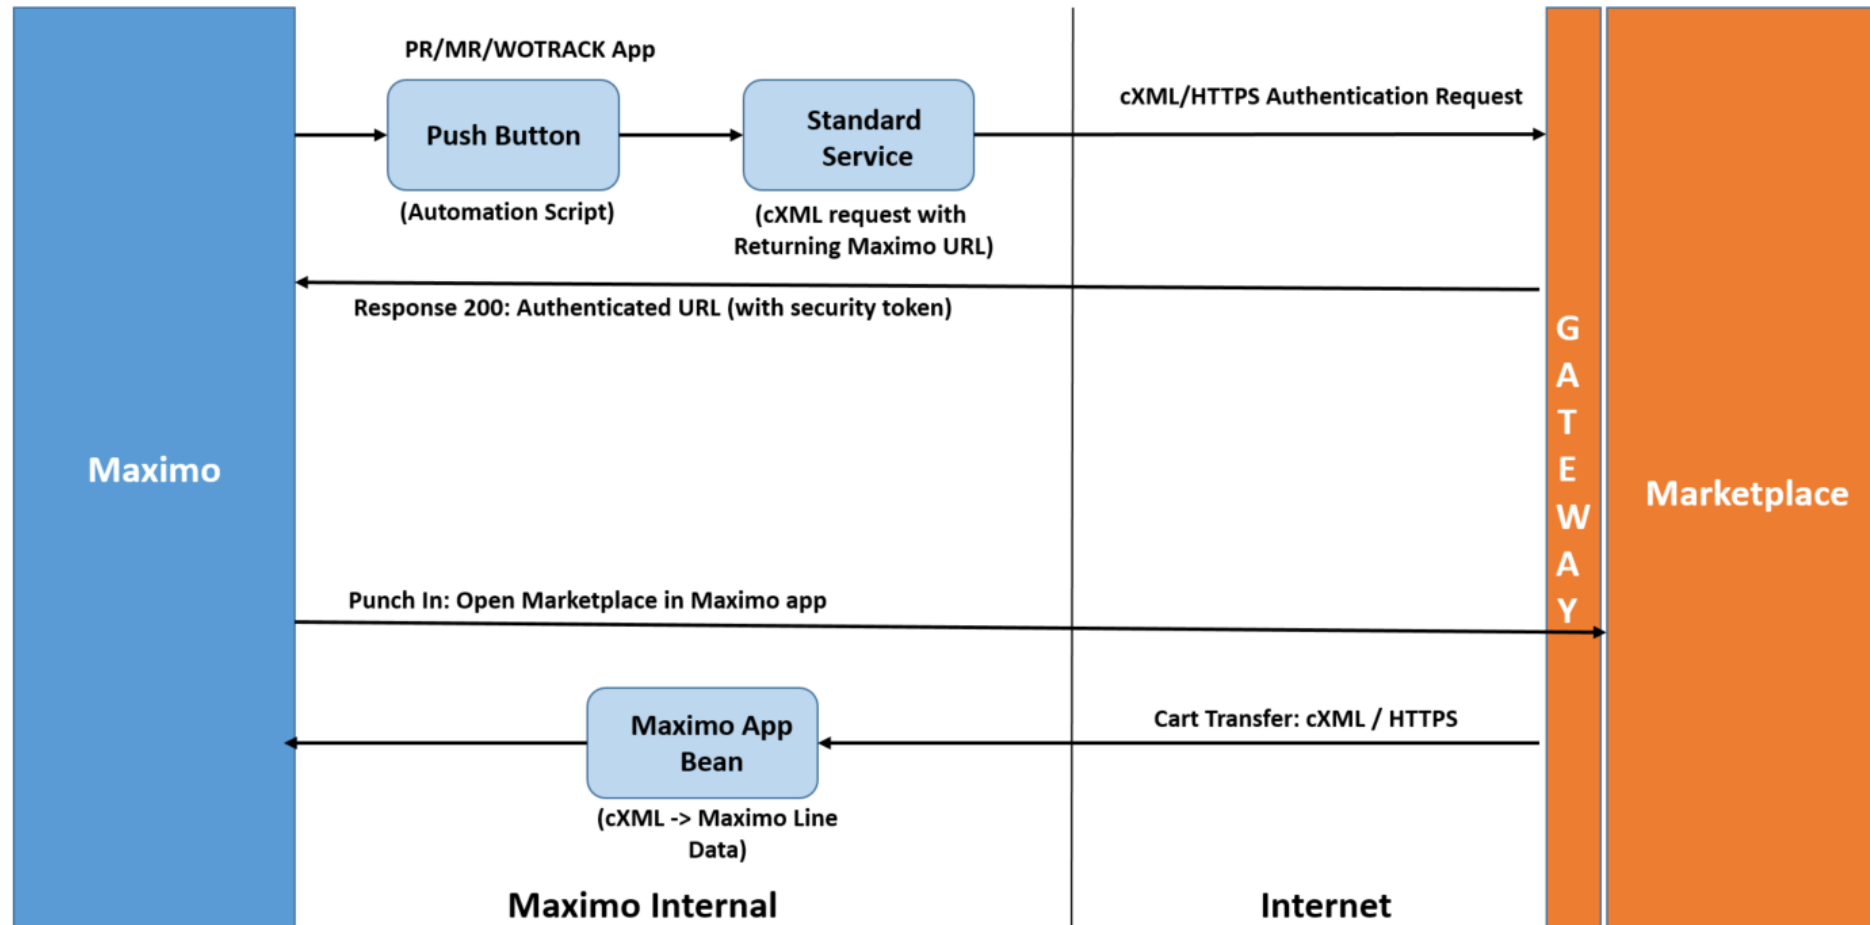 PR/MR/WOTRACK App
Push Button
(Automation Script)
Standard
Service
(cXML request with
Returning Maximo URL)
cXML/HTTPS Authentication Request
Response 200: Authenticated URL (with security token)
GATEWAY
Maximo
Marketplace
Punch In: Open Marketplace in Maximo app
Maximo App
Bean
(cXML -> Maximo Line
Data)
Cart Transfer: cXML / HTTPS
Maximo Internal
Internet